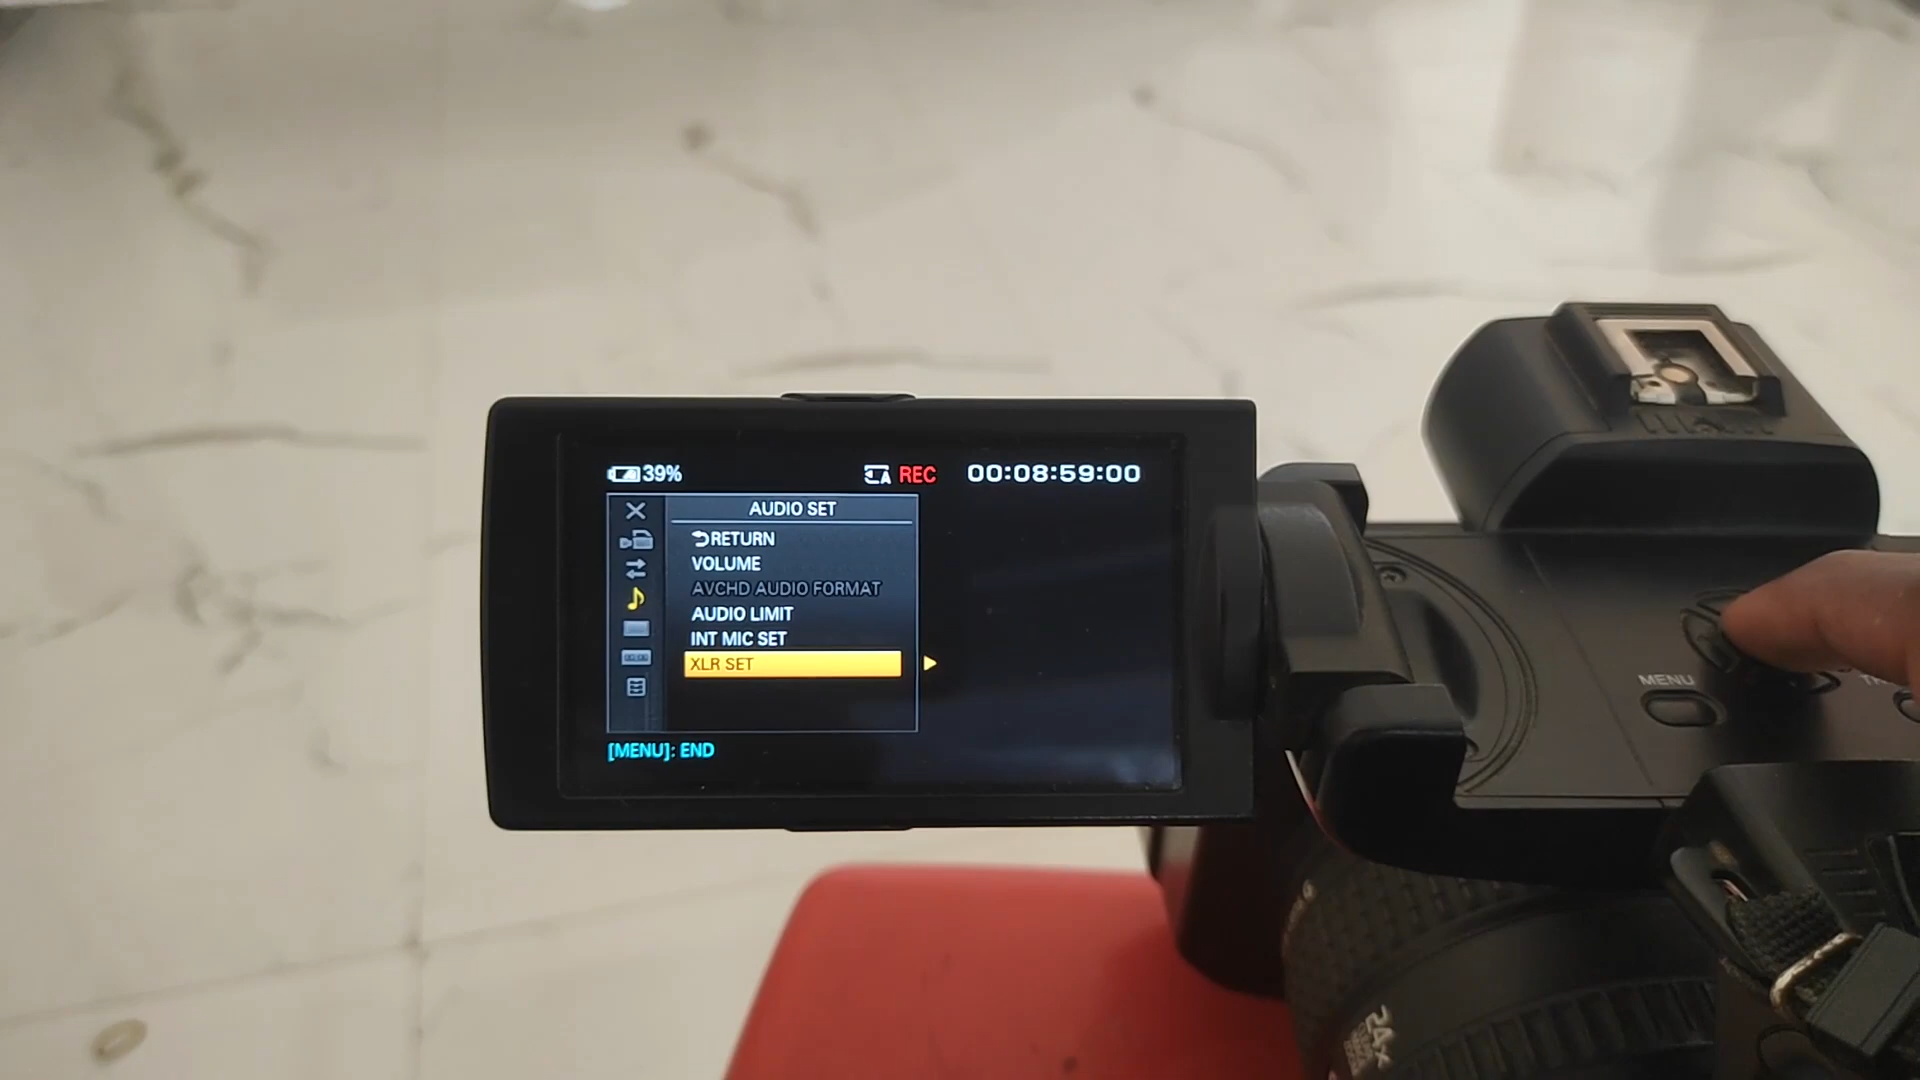 39%
REC
00:08:59:00
AUDIO SET
RETURN
VOLUME
AVCHD AUDIO FORMAT
AUDIO LIMIT
INT MIC SET
XLR SET
[MENU]: END
MENU
24x